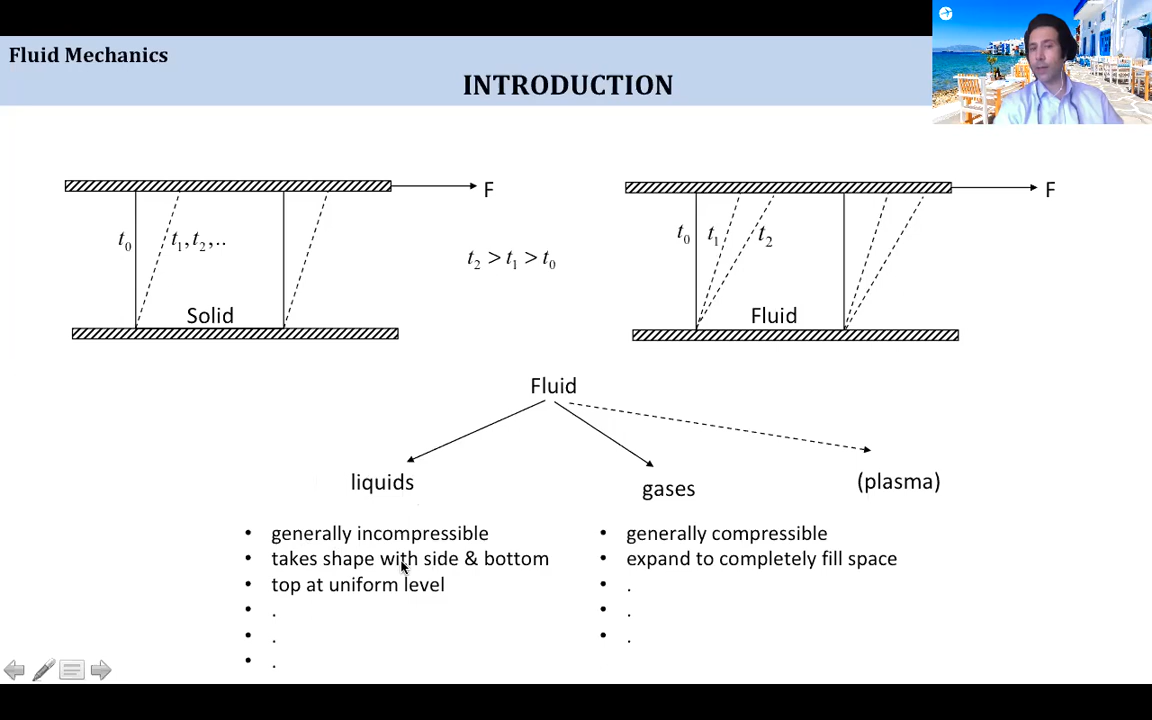 Fluid Mechanics
INTRODUCTION
F
F
t0
t1,t2,..
t0
t1
t2
t2 > t1 > t0
Solid
Fluid
Fluid
liquids
gases
(plasma)
• generally incompressible
• takes shape with side & bottom
• top at uniform level
• .
• .
• .
• generally compressible
• expand to completely fill space
• .
• .
• .